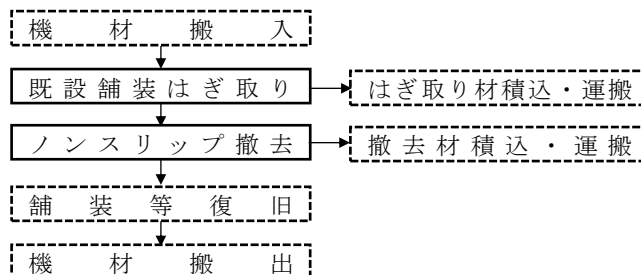 機材搬入
既設舗装はぎ取り
はぎ取り材積込・運搬
ノンスリップ撤去
撤去材積込・運搬
舗装等復旧
機材搬出